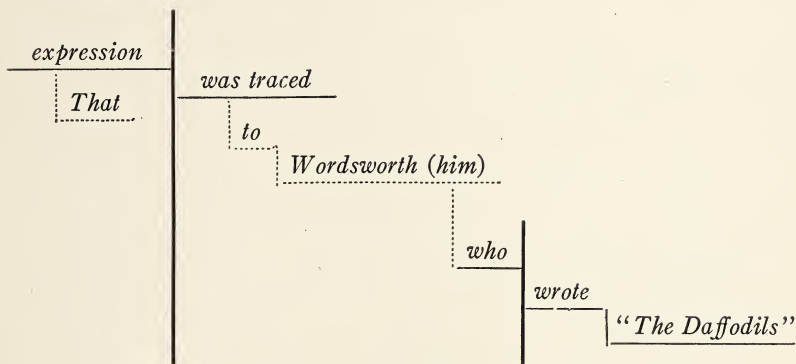 expression
was traced
That
to
Wordsworth (him)
who
wrote
"The Daffodils"